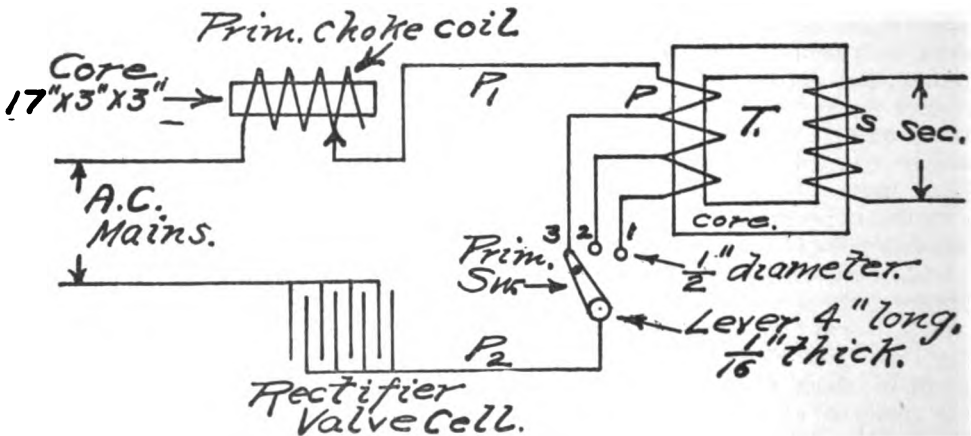 Prim. choke coil
Core
17"x3"x3"
P1
P
T.
S
Sec.
A.C.
Mains.
core.
3 2 1
Prim.
Sw.
1/2" diameter.
Lever 4" long.
1/16" thick.
P2
Rectifier
Valve Cell.